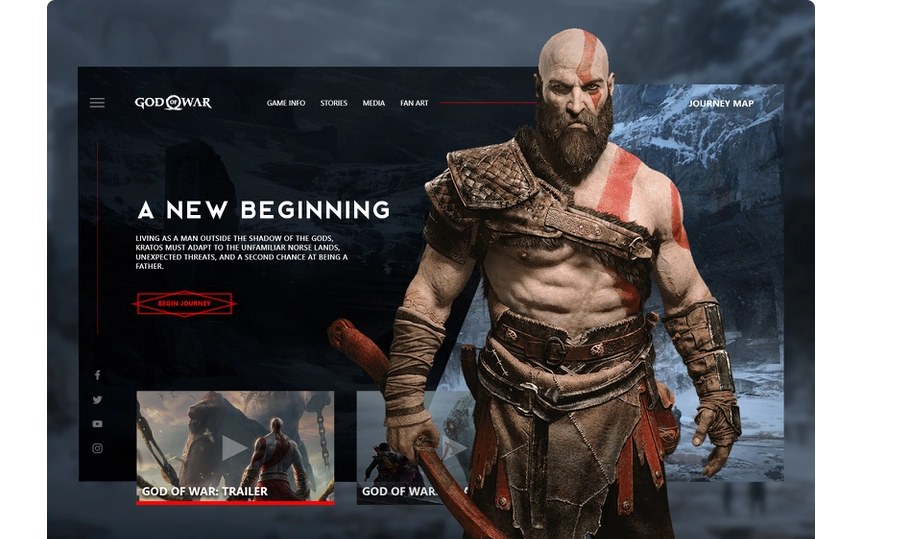 GOD OF WAR
GAME INFO
STORIES
MEDIA
FAN ART
JOURNEY MAP
A NEW BEGINNING
LIVING AS A MAN OUTSIDE THE SHADOW OF THE GODS,
KRATOS MUST ADAPT TO THE UNFAMILIAR NORSE LANDS,
UNEXPECTED THREATS, AND A SECOND CHANCE AT BEING A
FATHER.
BEGIN JOURNEY
GOD OF WAR: TRAILER
GOD OF WAR: